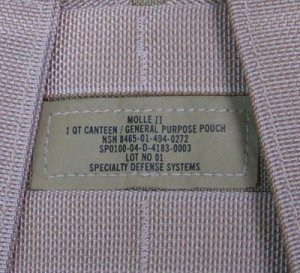 MOLLE II
1 QT CANTEEN / GENERAL PURPOSE POUCH
NSN 8465-01-494-0272
SP0100-04-D-4183-0003
LOT NO 01
SPECIALTY DEFENSE SYSTEMS